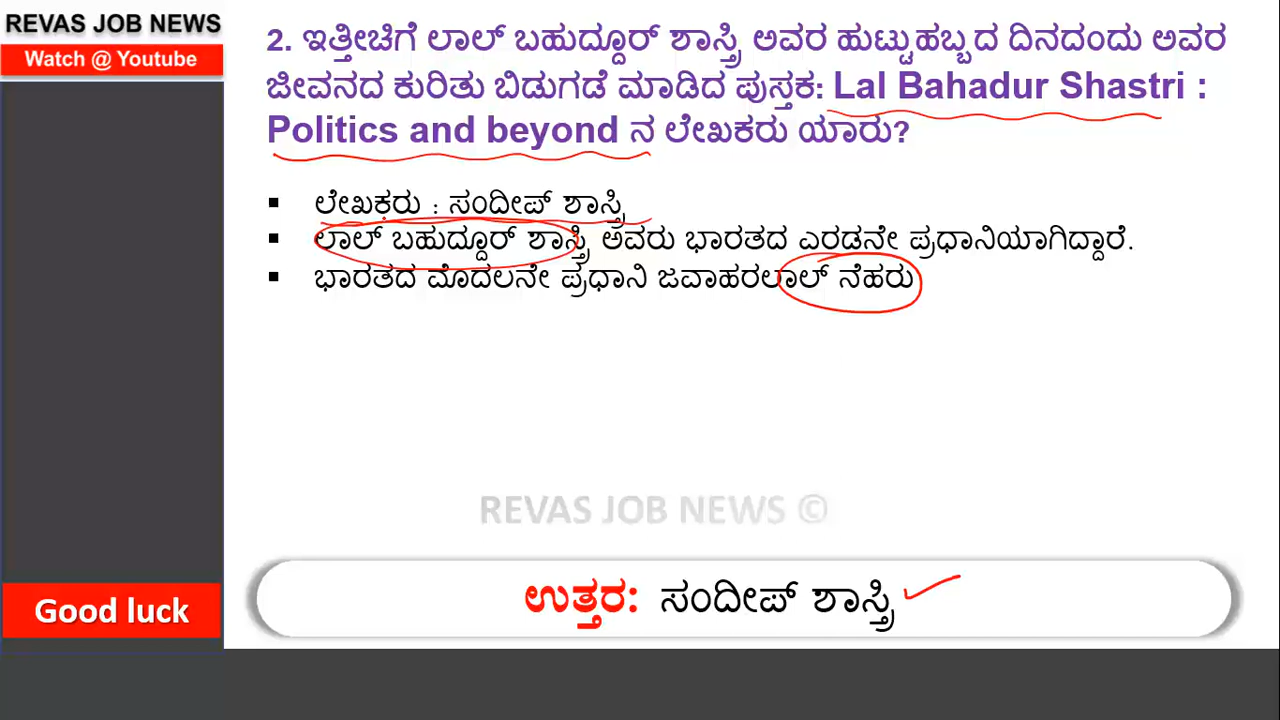 REVAS JOB NEWS
Watch @ Youtube
2. ಇತ್ತೀಚಿಗೆ ಲಾಲ್ ಬಹುದ್ದೂರ್ ಶಾಸ್ತ್ರಿ ಅವರ ಹುಟ್ಟುಹಬ್ಬದ ದಿನದಂದು ಅವರ
ಜೀವನದ ಕುರಿತು ಬಿಡುಗಡೆ ಮಾಡಿದ ಪುಸ್ತಕ: Lal Bahadur Shastri :
Politics and beyond ನ ಲೇಖಕರು ಯಾರು?
▪ ಲೇಖಕರು : ಸಂದೀಪ್ ಶಾಸ್ತ್ರಿ
▪ ಲಾಲ್ ಬಹುದ್ದೂರ್ ಶಾಸ್ತ್ರಿ ಅವರು ಭಾರತದ ಎರಡನೇ ಪ್ರಧಾನಿಯಾಗಿದ್ದಾರೆ.
▪ ಭಾರತದ ಮೊದಲನೇ ಪ್ರಧಾನಿ ಜವಾಹರಲಾಲ್ ನೆಹರು
REVAS JOB NEWS ©
ಉತ್ತರ: ಸಂದೀಪ್ ಶಾಸ್ತ್ರಿ
Good luck